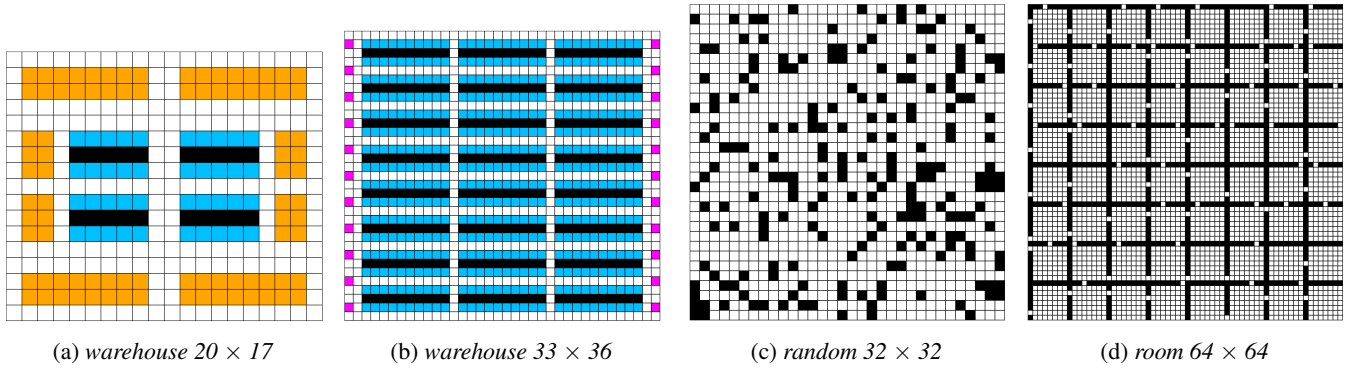 (a) warehouse 20 × 17
(b) warehouse 33 × 36
(c) random 32 × 32
(d) room 64 × 64